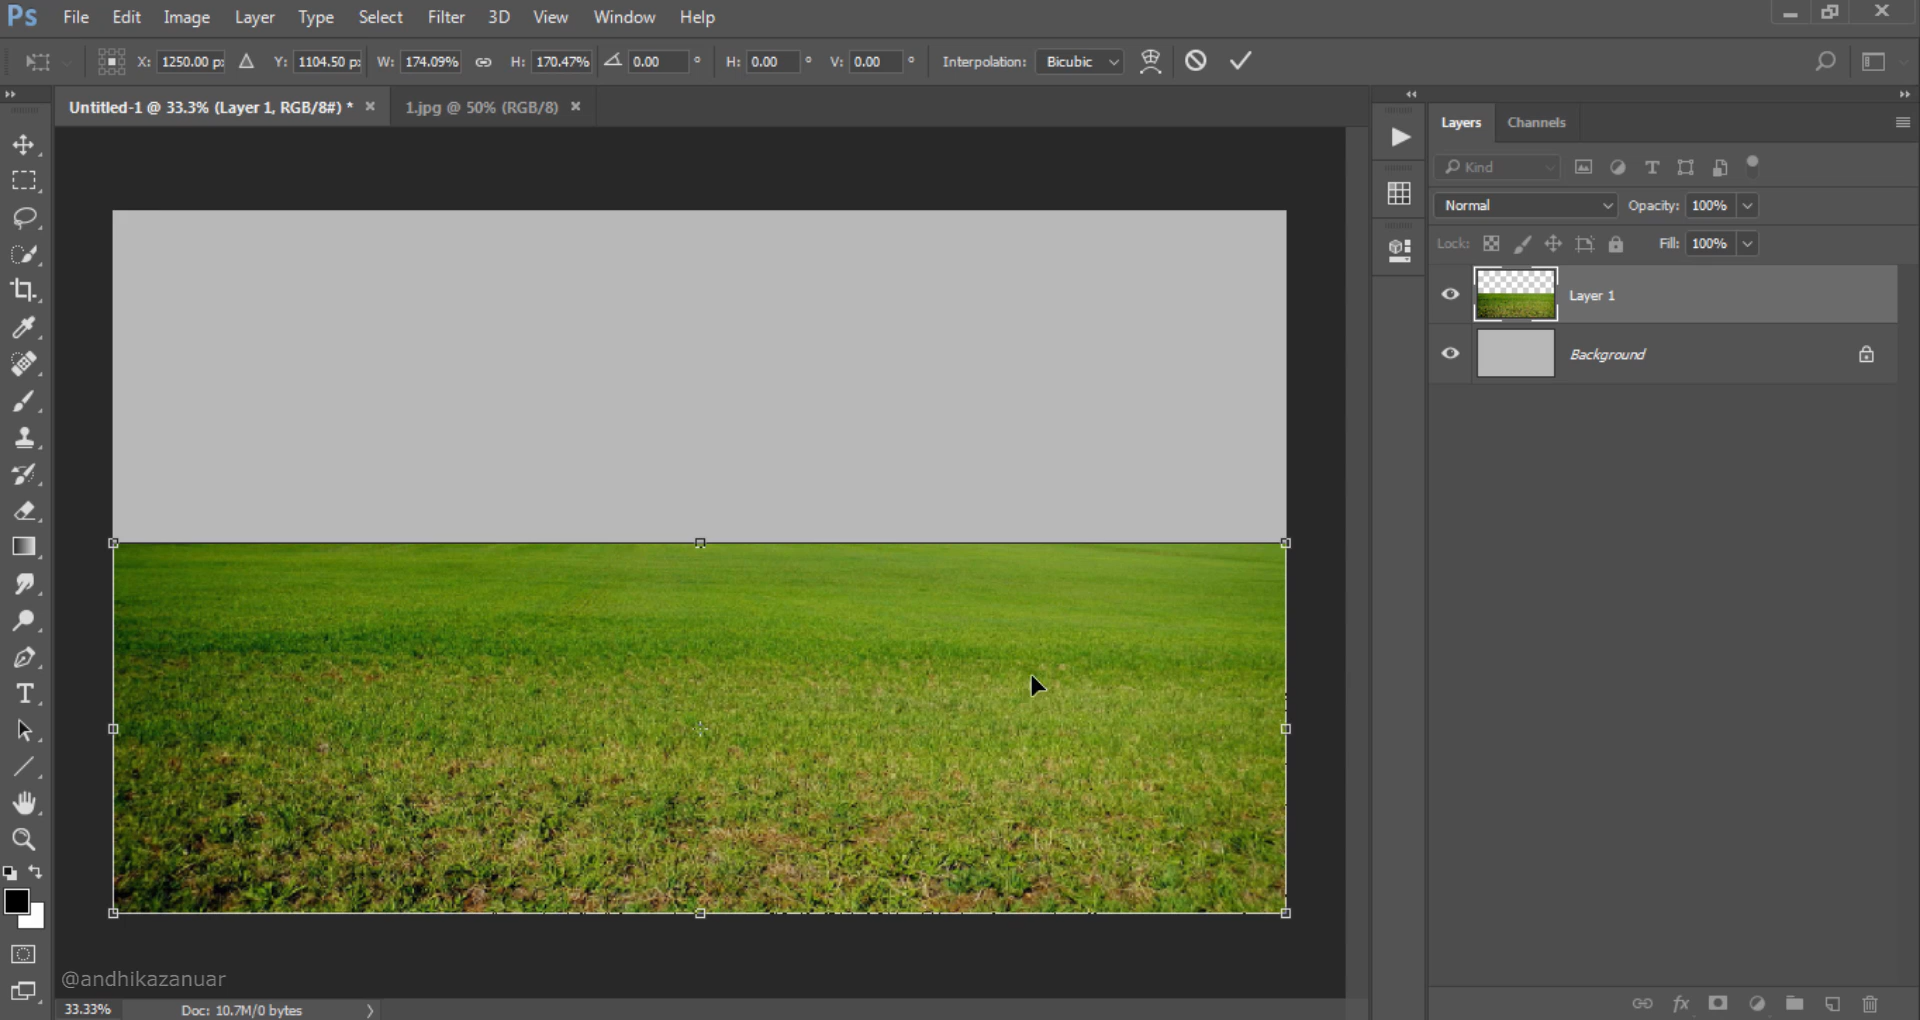 Ps File Edit Image Layer Type Select Filter 3D View Window Help
X: 1250.00 p: Y: 1104.50 p: W: 174.09% H: 170.47% 0.00 ° H: 0.00 ° V: 0.00 ° Interpolation: Bicubic
Untitled-1 @ 33.3% (Layer 1, RGB/8#) * × 1.jpg @ 50% (RGB/8) ×
Layers Channels
Kind
Normal Opacity: 100%
Lock: Fill: 100%
Layer 1
Background
@andhikazanuar
33.33% Doc: 10.7M/0 bytes
fx